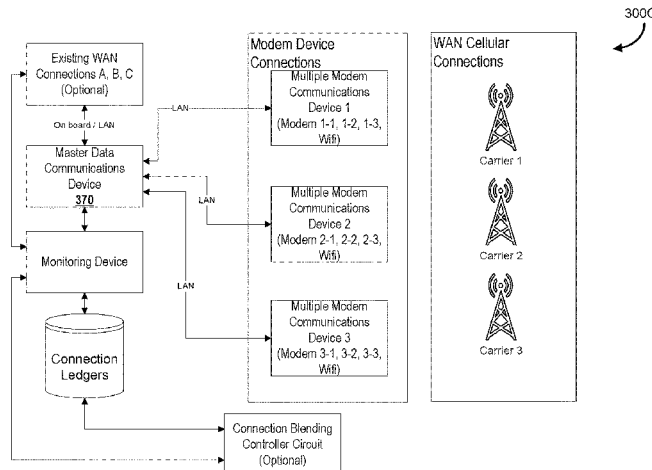 300C
Existing WAN
Connections A, B, C
(Optional)
On board / LAN
Master Data
Communications
Device
370
Monitoring Device
Connection
Ledgers
LAN
LAN
LAN
Modem Device
Connections
Multiple Modem
Communications
Device 1
(Modem 1-1, 1-2, 1-3,
Wifi)
Multiple Modem
Communications
Device 2
(Modem 2-1, 2-2, 2-3,
Wifi)
Multiple Modem
Communications
Device 3
(Modem 3-1, 3-2, 3-3,
Wifi)
WAN Cellular
Connections
Carrier 1
Carrier 2
Carrier 3
Connection Blending
Controller Circuit
(Optional)